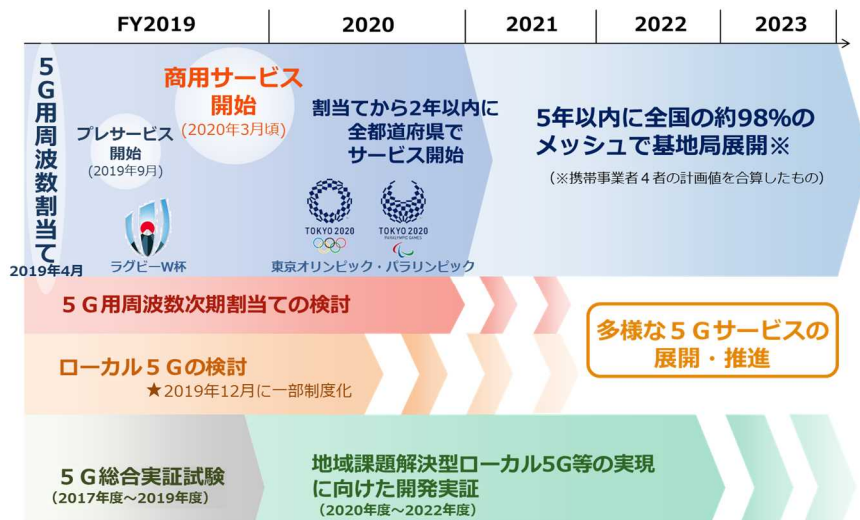 FY2019
2020
2021
2022
2023
5G用周波数割当て
2019年4月
プレサービス
開始
(2019年9月)
商用サービス
開始
(2020年3月頃)
割当てから2年以内に
全都道府県で
サービス開始
5年以内に全国の約98%の
メッシュで基地局展開※
(※携帯事業者4者の計画値を合算したもの)
ラグビーW杯
TOKYO 2020
TOKYO 2020
PARALYMPIC GAMES
東京オリンピック・パラリンピック
5G用周波数次期割当ての検討
多様な5Gサービスの
展開・推進
ローカル5Gの検討
★2019年12月に一部制度化
5G総合実証試験
(2017年度~2019年度)
地域課題解決型ローカル5G等の実現
に向けた開発実証
(2020年度~2022年度)